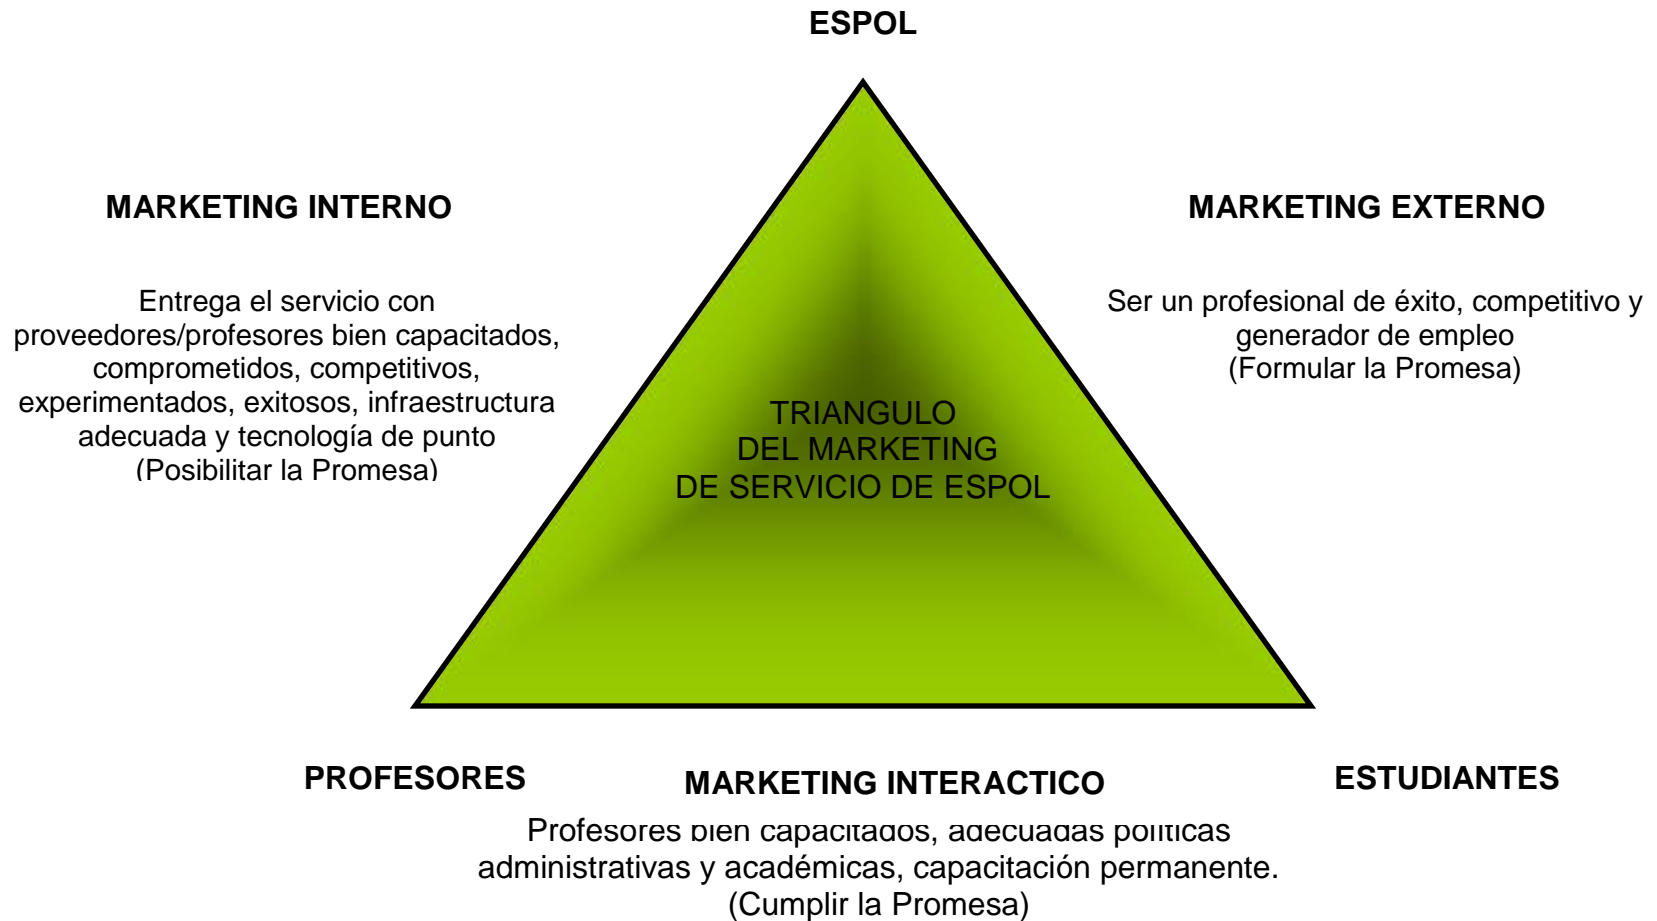 ESPOL
MARKETING INTERNO
Entrega el servicio con
proveedores/profesores bien capacitados,
comprometidos, competitivos,
experimentados, exitosos, infraestructura
adecuada y tecnología de punto
(Posibilitar la Promesa)
MARKETING EXTERNO
Ser un profesional de éxito, competitivo y
generador de empleo
(Formular la Promesa)
TRIANGULO
DEL MARKETING
DE SERVICIO DE ESPOL
PROFESORES
MARKETING INTERACTICO
ESTUDIANTES
Profesores bien capacitados, adecuadas políticas
administrativas y académicas, capacitación permanente.
(Cumplir la Promesa)